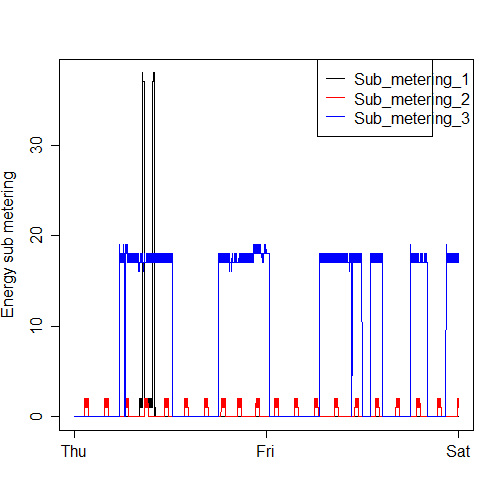 Sub_metering_1
Sub_metering_2
Sub_metering_3
Energy sub metering
30
20
10
0
Thu
Fri
Sat